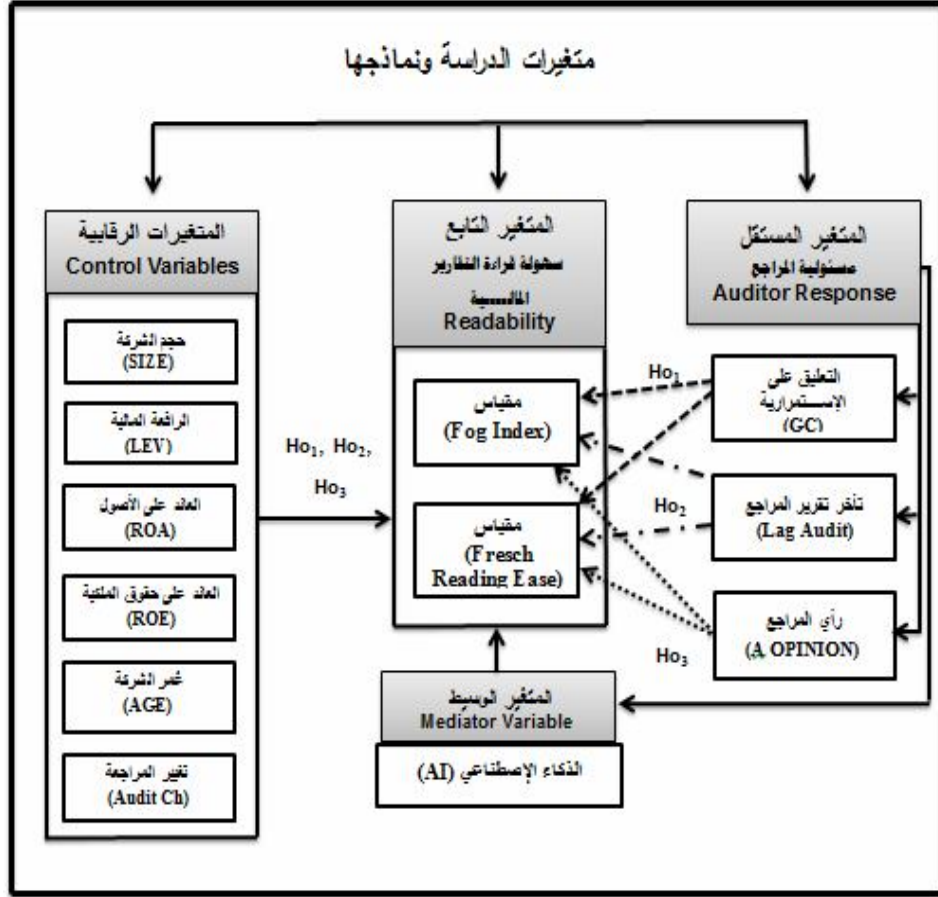 متغيرات الدراسة ونماذجها
المتغير المستقل
مسئولية المراجع
Auditor Response
التعليق على
الإستمرارية
(GC)
تأخر تقرير المراجع
(Lag Audit)
رأي المراجع
(A OPINION)
Ho1
Ho2
Ho3
المتغير التابع
سهولة قراءة التقارير
المالية
Readability
مقياس
(Fog Index)
مقياس
(Fresch
Reading Ease)
المتغير الوسيط
Mediator Variable
الذكاء الإصطناعي (AI)
Ho1, Ho2,
Ho3
المتغيرات الرقابية
Control Variables
حجم الشركة
(SIZE)
الرافعة المالية
(LEV)
العائد على الأصول
(ROA)
العائد على حقوق الملكية
(ROE)
عُمر الشركة
(AGE)
تغيير المراجعة
(Audit Ch)